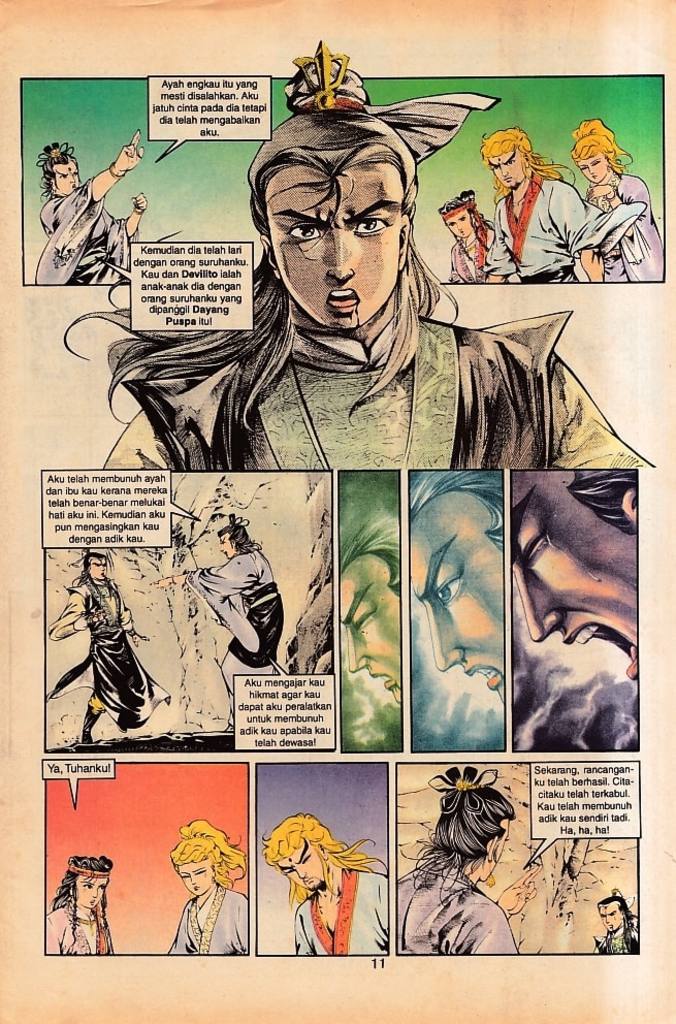 Ayah engkau itu yang
mesti disalahkan. Aku
jatuh cinta pada dia tetapi
dia telah mengabaikan
aku.
Kemudian dia telah lari
dengan orang suruhanku.
Kau dan Devilito ialah
anak-anak dia dengan
orang suruhanku yang
dipanggil Dayang
Puspa itu!
Aku telah membunuh ayah
dan ibu kau kerana mereka
telah benar-benar melukai
hati aku ini. Kemudian aku
pun mengasingkan kau
dengan adik kau.
Aku mengajar kau
hikmat agar kau
dapat aku peralatkan
untuk membunuh
adik kau apabila kau
telah dewasa!
Ya, Tuhanku!
Sekarang, rancangan-
ku telah berhasil. Cita-
citaku telah terkabul.
Kau telah membunuh
adik kau sendiri tadi.
Ha, ha, ha!
11